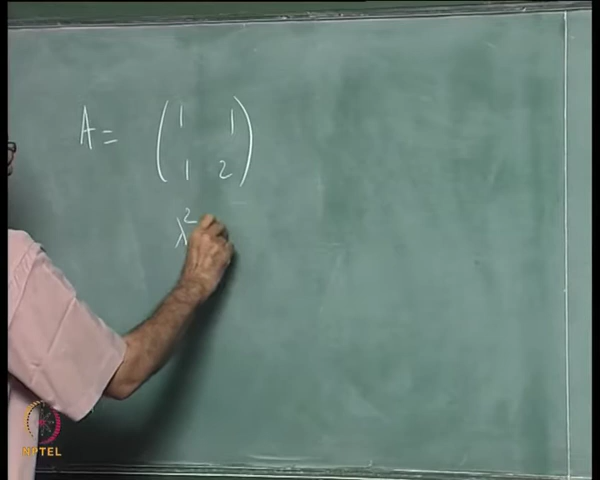 A = ( 1 1
1 2 )
λ²
NPTEL